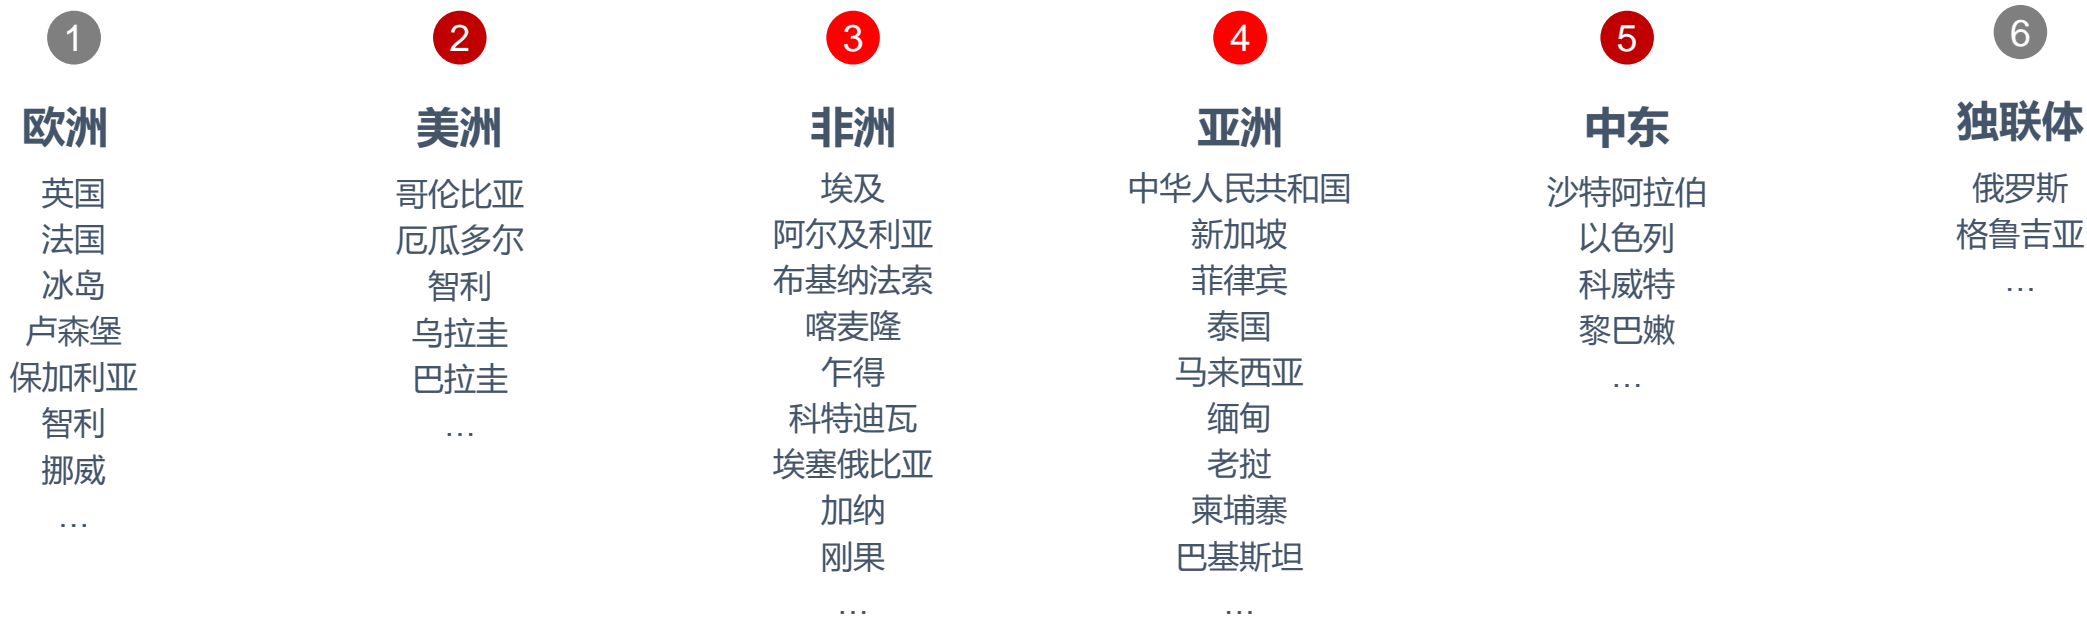 1
欧洲
英国
法国
冰岛
卢森堡
保加利亚
智利
挪威
…
2
美洲
哥伦比亚
厄瓜多尔
智利
乌拉圭
巴拉圭
…
3
非洲
埃及
阿尔及利亚
布基纳法索
喀麦隆
乍得
科特迪瓦
埃塞俄比亚
加纳
刚果
…
4
亚洲
中华人民共和国
新加坡
菲律宾
泰国
马来西亚
缅甸
老挝
柬埔寨
巴基斯坦
…
5
中东
沙特阿拉伯
以色列
科威特
黎巴嫩
…
6
独联体
俄罗斯
格鲁吉亚
…